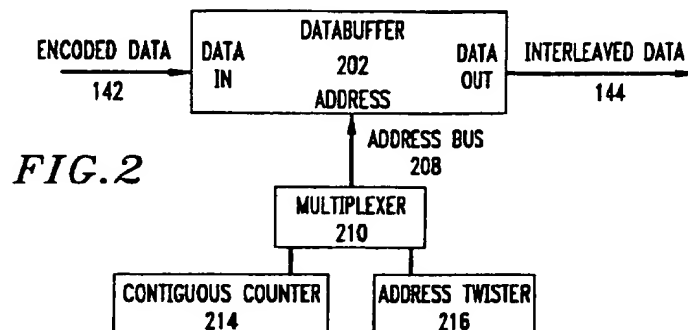 ENCODED DATA
142
DATA IN
DATABUFFER
202
ADDRESS
DATA OUT
INTERLEAVED DATA
144
ADDRESS BUS
208
FIG.2
MULTIPLEXER
210
CONTIGUOUS COUNTER
214
ADDRESS TWISTER
216